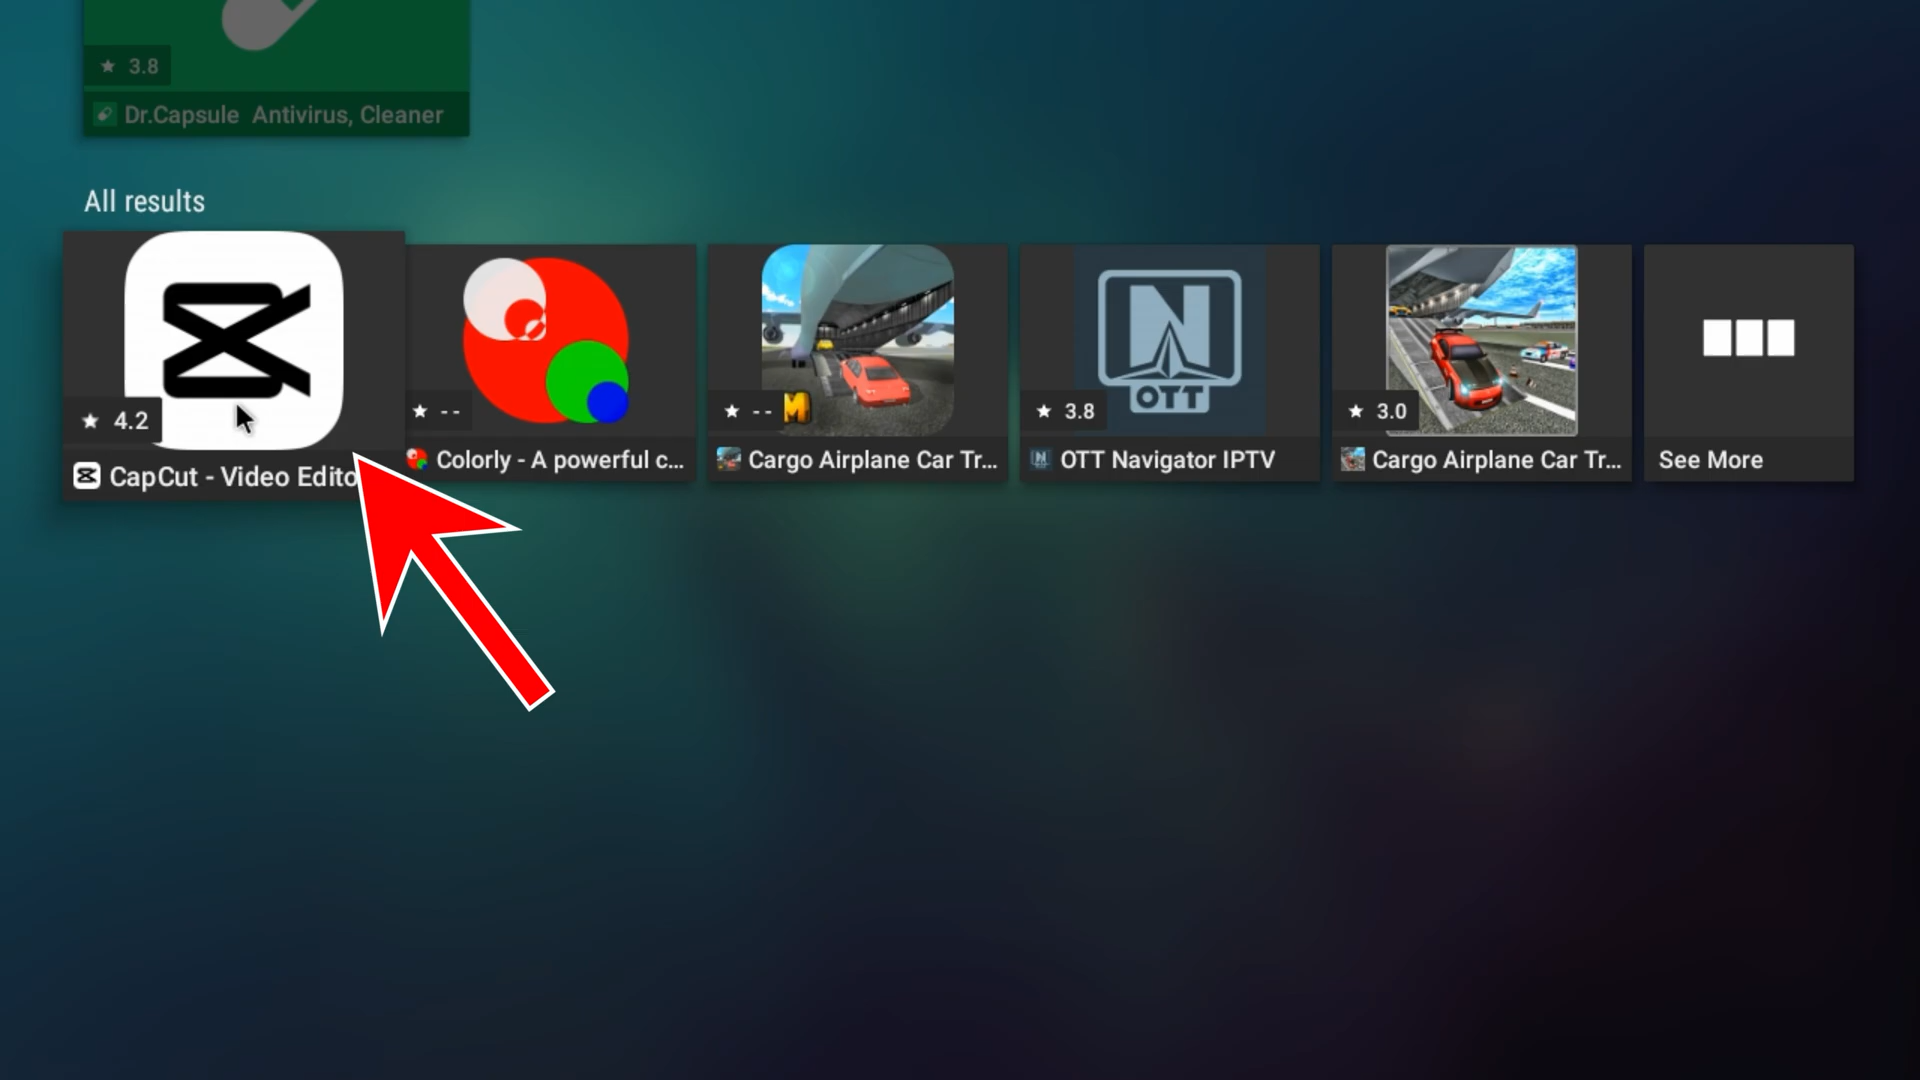 ★ 3.8
Dr.Capsule Antivirus, Cleaner
All results
★ 4.2
CapCut - Video Edito
★ --
Colorly - A powerful c...
★ --
M
Cargo Airplane Car Tr...
N
OTT
★ 3.8
OTT Navigator IPTV
★ 3.0
Cargo Airplane Car Tr...
See More